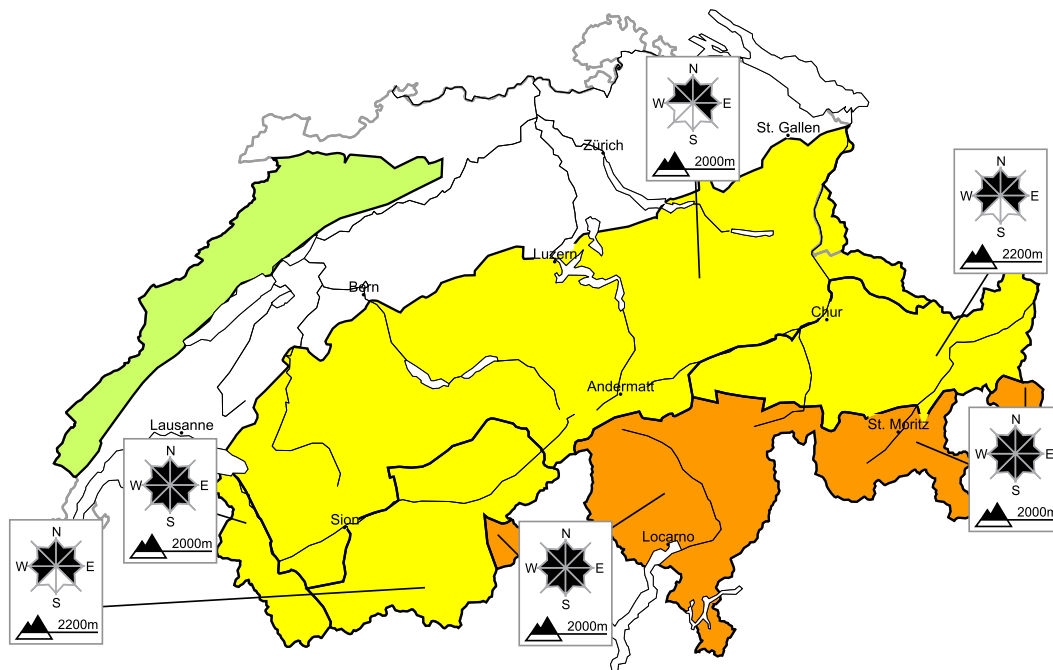 N
W E
S
2000m
St. Gallen
Zürich
N
W E
S
2200m
Luzern
Bern
Chur
Andermatt
Lausanne
St. Moritz
N
W E
S
2000m
N
W E
S
2000m
Sion
Locarno
N
W E
S
2200m
N
W E
S
2000m